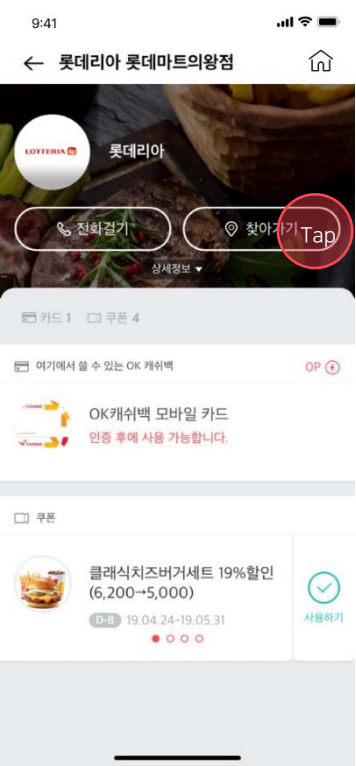 9:41
롯데리아 롯데마트의왕점
LOTTERIA
롯데리아
전화걸기
찾아가기
Tap
상세정보 ▼
카드 1 쿠폰 4
여기에서 쓸 수 있는 OK 캐쉬백
0P
OK캐쉬백 모바일 카드
인증 후에 사용 가능합니다.
쿠폰
클래식치즈버거세트 19%할인
(6,200→5,000)
D-8 19.04.24-19.05.31
사용하기